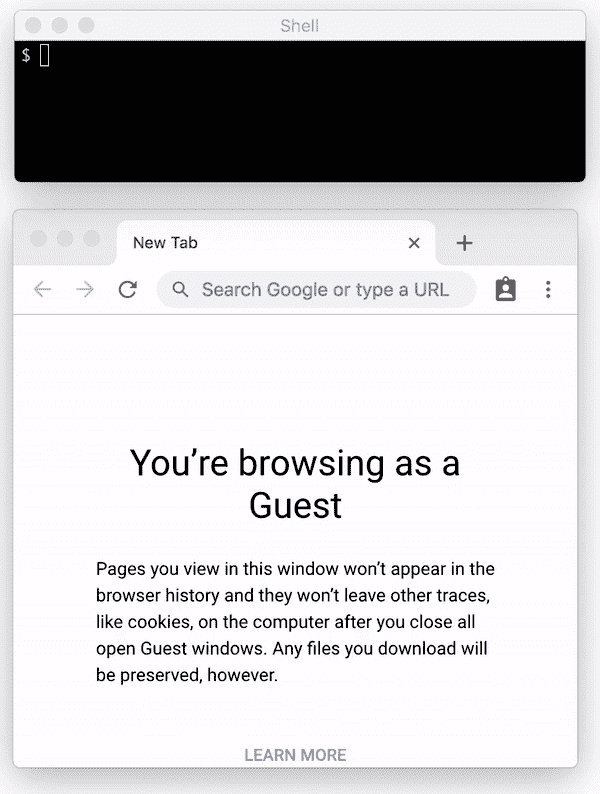 Shell
$
New Tab
Search Google or type a URL
You’re browsing as a
Guest
Pages you view in this window won’t appear in the
browser history and they won’t leave other traces,
like cookies, on the computer after you close all
open Guest windows. Any files you download will
be preserved, however.
LEARN MORE